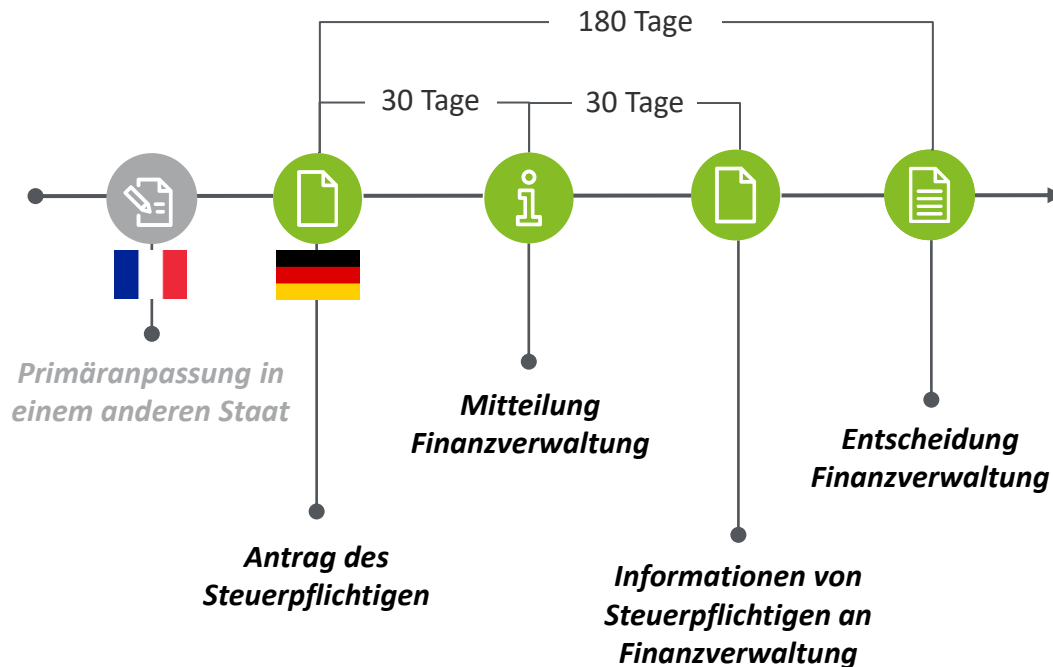 180 Tage
30 Tage
30 Tage
Primäranpassung in
einem anderen Staat
Mitteilung
Finanzverwaltung
Entscheidung
Finanzverwaltung
Antrag des
Steuerpflichtigen
Informationen von
Steuerpflichtigen an
Finanzverwaltung